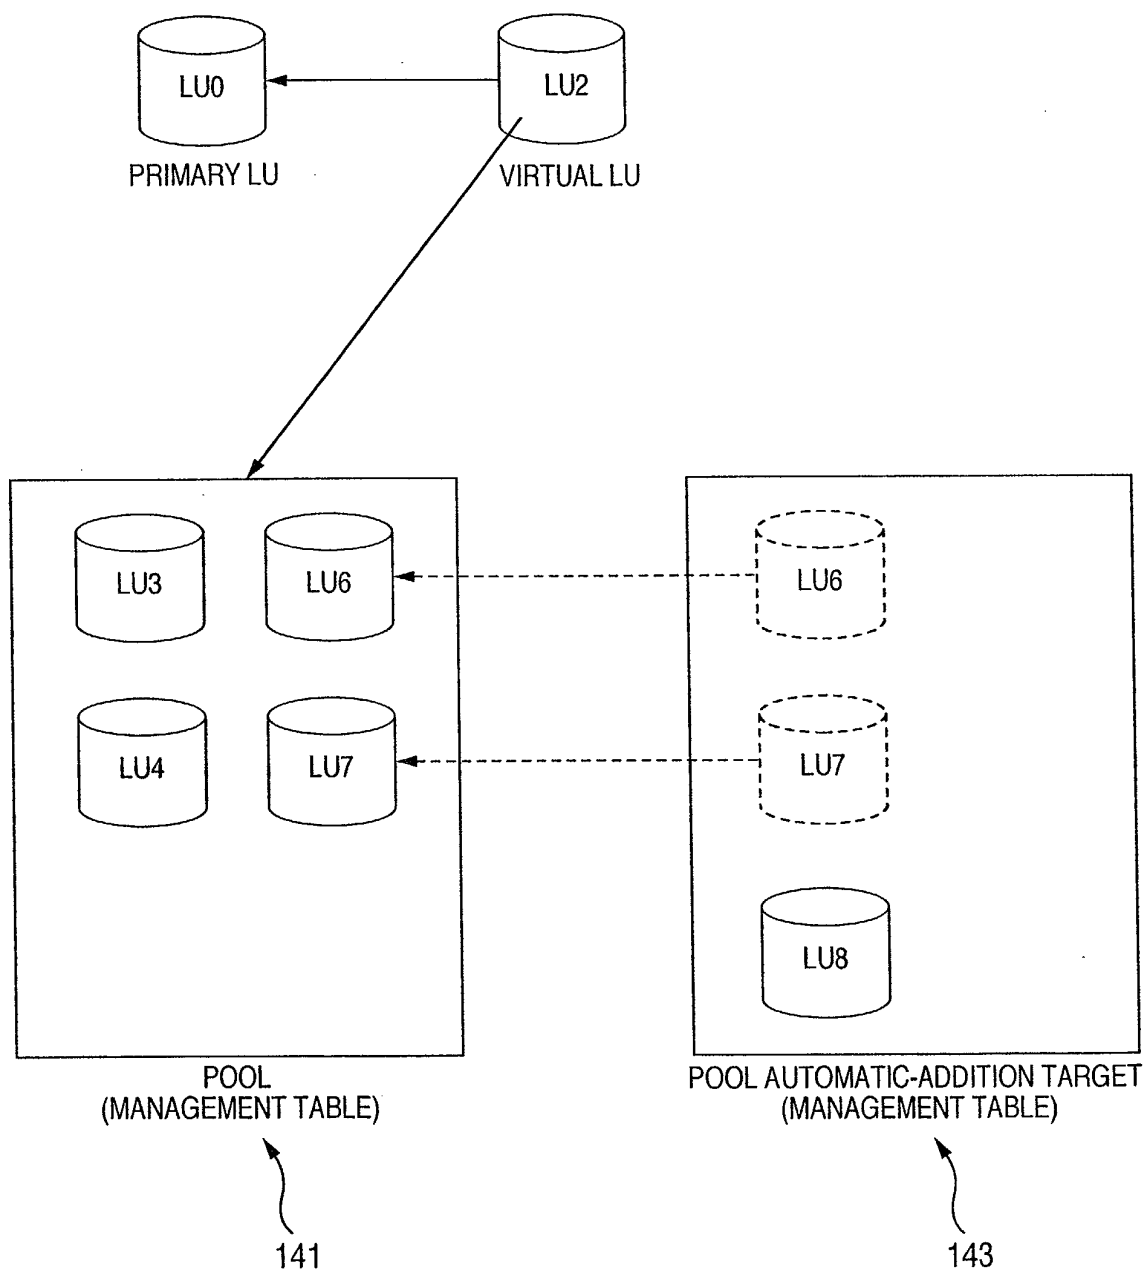 LU0
LU2
PRIMARY LU
VIRTUAL LU
LU3
LU6
LU6
LU4
LU7
LU7
LU8
POOL
(MANAGEMENT TABLE)
POOL AUTOMATIC-ADDITION TARGET
(MANAGEMENT TABLE)
141
143